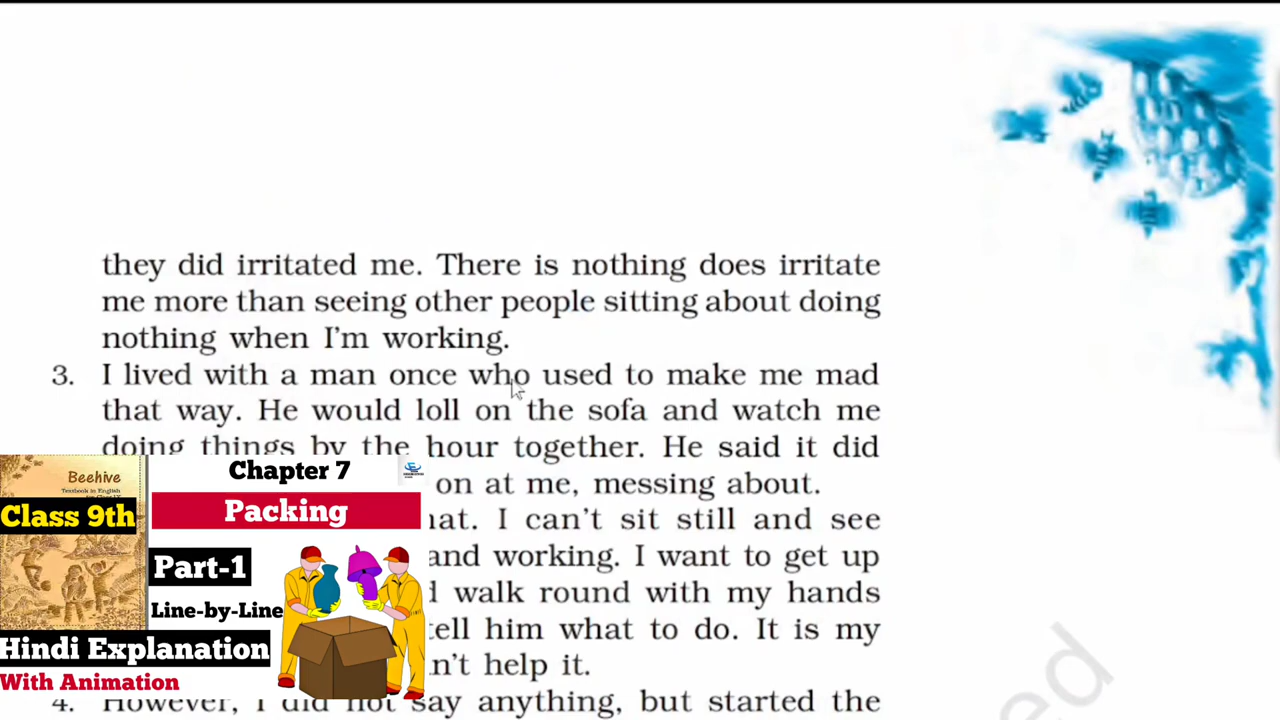 they did irritated me. There is nothing does irritate
me more than seeing other people sitting about doing
nothing when I'm working.
3. I lived with a man once who used to make me mad
that way. He would loll on the sofa and watch me
doing things by the hour together. He said it did
on at me, messing about.
I can't sit still and see
and working. I want to get up
walk round with my hands
tell him what to do. It is my
help it.
4. However, I did not say anything, but started the
Beehive
Textbook in English
Class 9th
Chapter 7
Packing
Part-1
Line-by-Line
Hindi Explanation
With Animation
ed